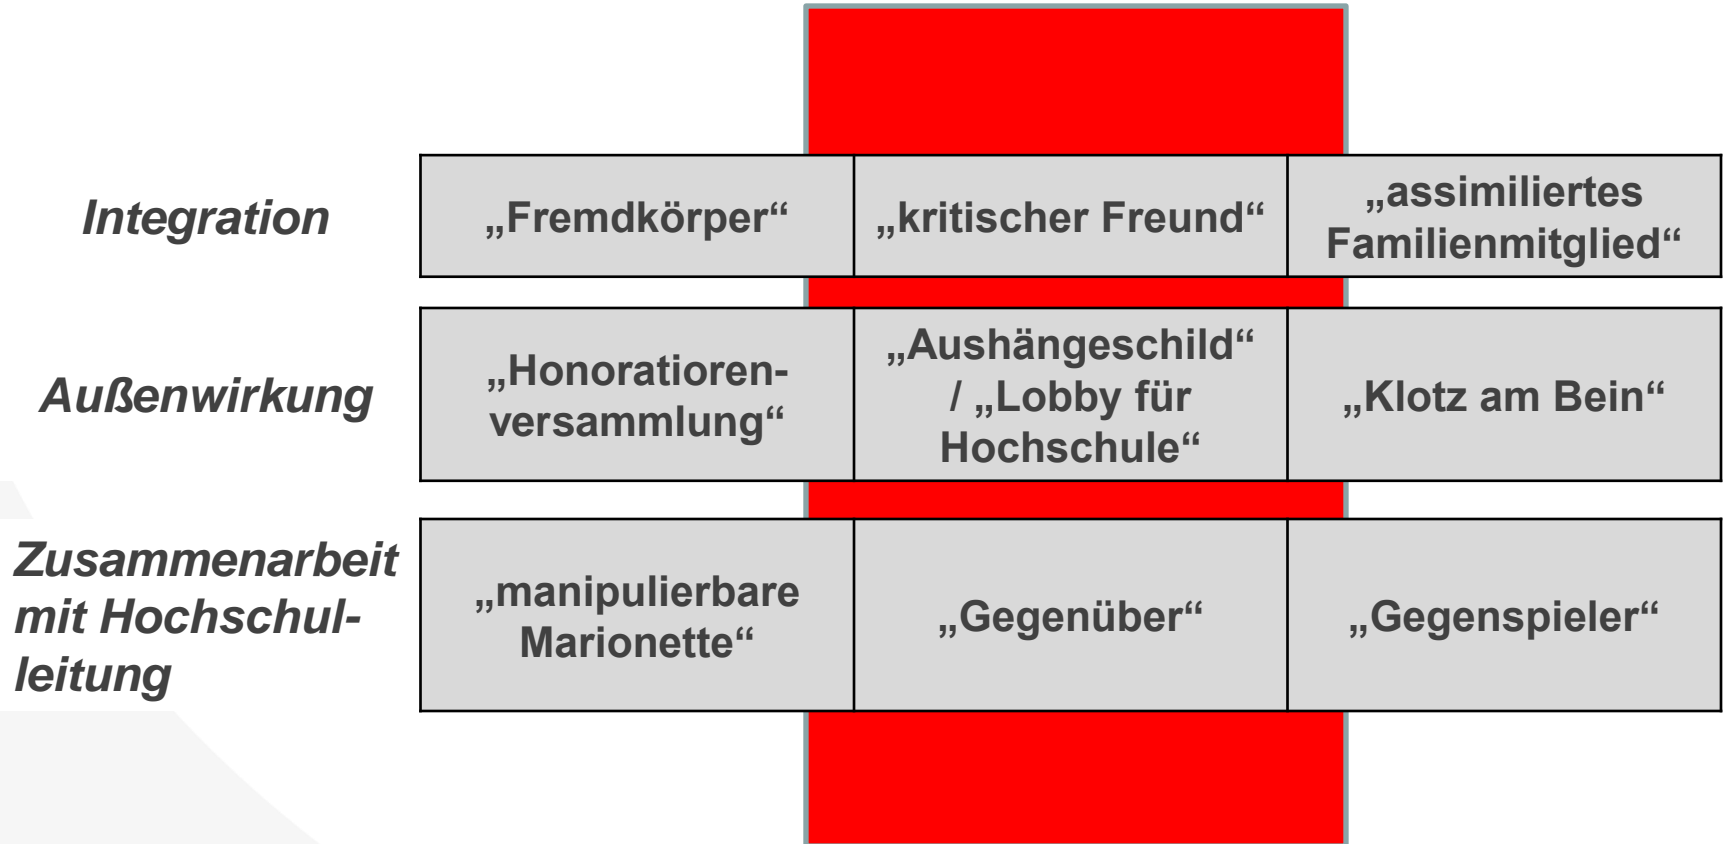 Integration
„Fremdkörper“
„kritischer Freund“
„assimiliertes
Familienmitglied“
Außenwirkung
„Honoratioren-
versammlung“
„Aushängeschild“
/ „Lobby für
Hochschule“
„Klotz am Bein“
Zusammenarbeit
mit Hochschul-
leitung
„manipulierbare
Marionette“
„Gegenüber“
„Gegenspieler“